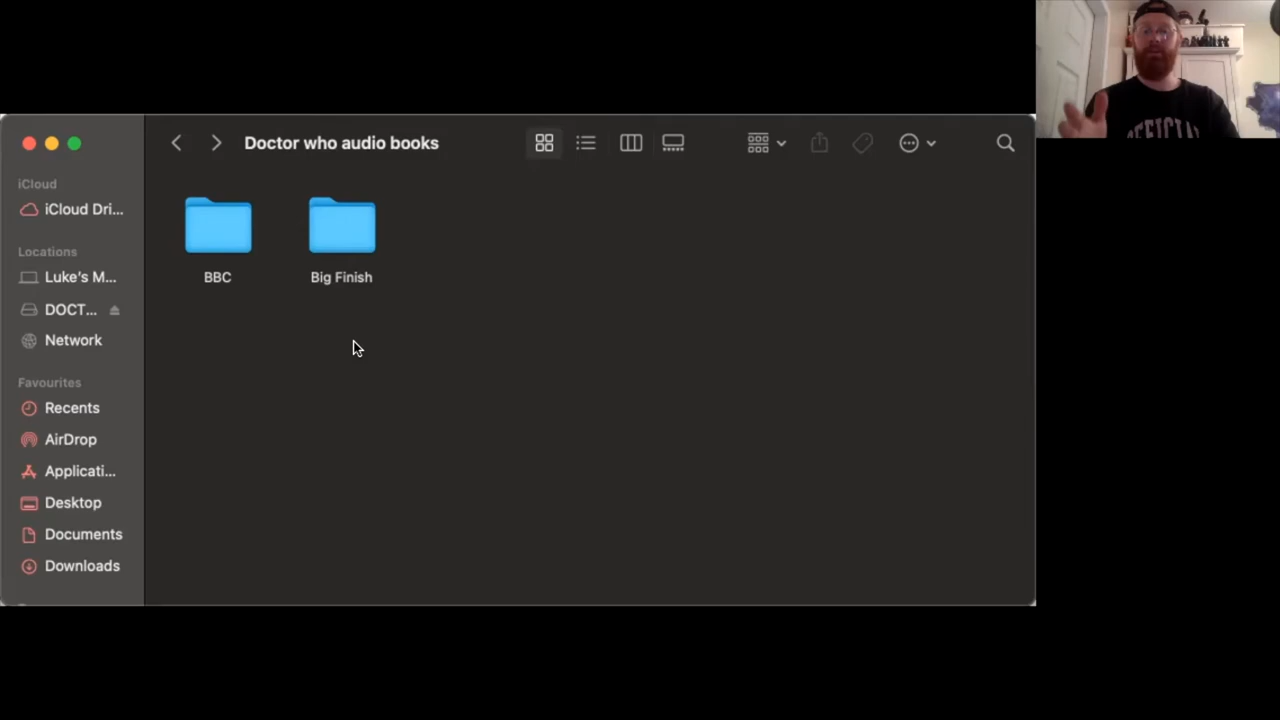 Doctor who audio books
iCloud
iCloud Dri...
Locations
Luke's M...
DOCT...
Network
Favourites
Recents
AirDrop
Applicati...
Desktop
Documents
Downloads
BBC
Big Finish
OFFICIAL